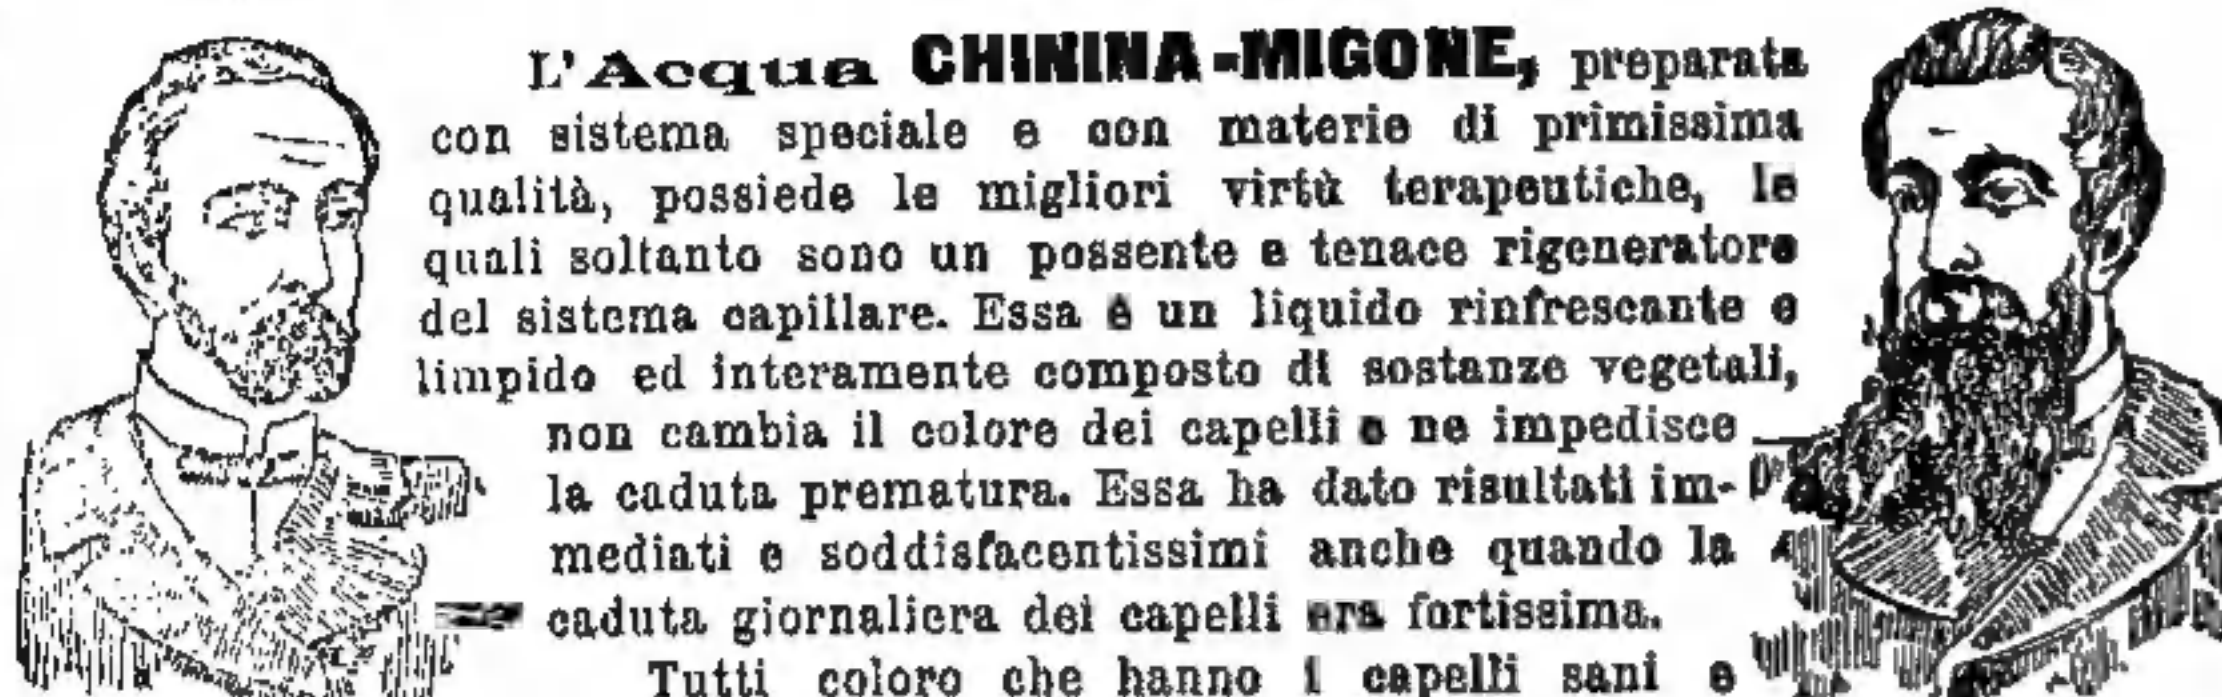 L'Acqua CHININA-MIGONE, preparata
con sistema speciale e con materie di primissima
qualità, possiede le migliori virtù terapeutiche, le
quali soltanto sono un possente e tenace rigeneratore
del sistema capillare. Essa è un liquido rinfrescante e
limpido ed interamente composto di sostanze vegetali,
non cambia il colore dei capelli e ne impedisce
la caduta prematura. Essa ha dato risultati im-
mediati e soddisfacentissimi anche quando la
caduta giornaliera dei capelli era fortissima.
Tutti coloro che hanno i capelli sani e